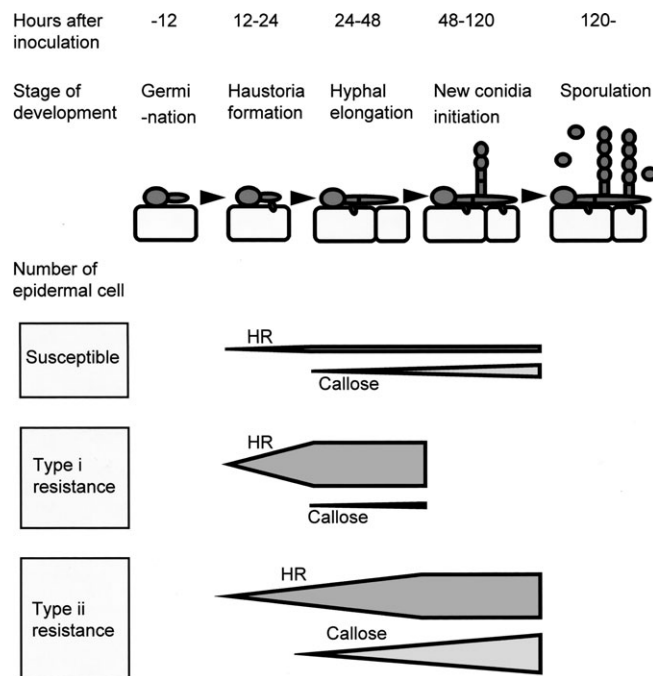 Hours after inoculation -12 12-24 24-48 48-120 120-
Stage of development
Germi -nation
Haustoria formation
Hyphal elongation
New conidia initiation
Sporulation
Number of epidermal cell
Susceptible
HR
Callose
Type i resistance
HR
Callose
Type ii resistance
HR
Callose